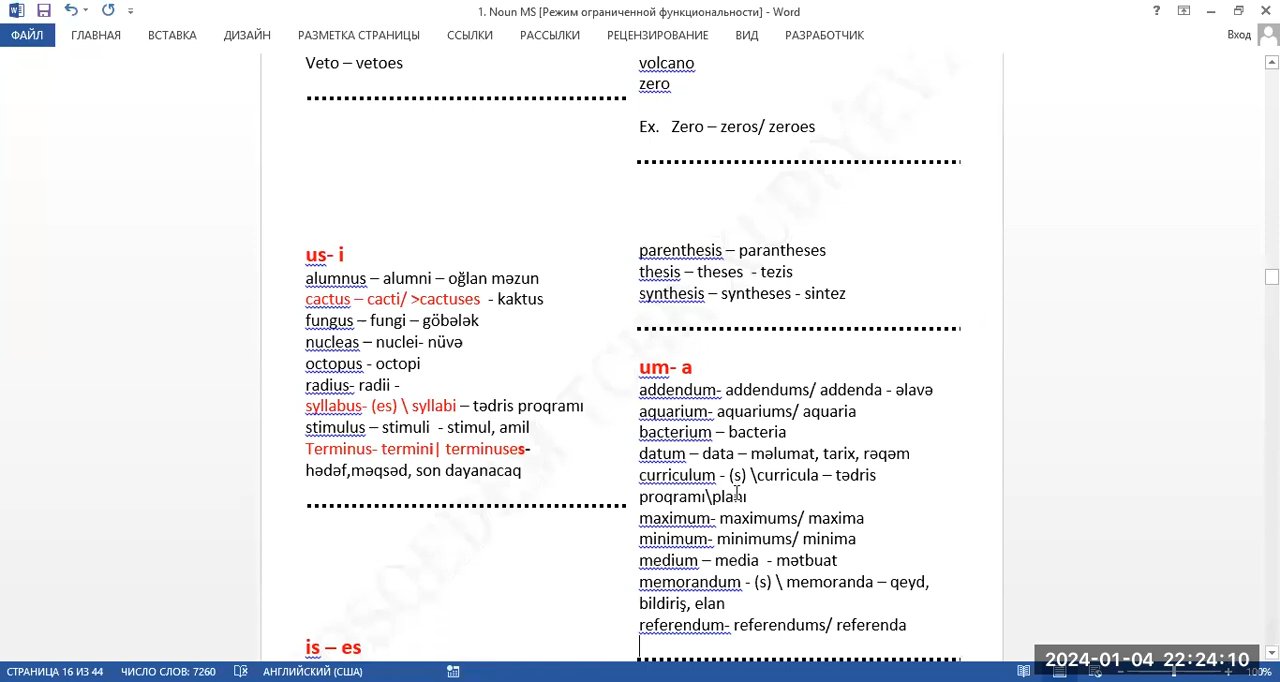 1. Noun MS [Режим ограниченной функциональности] - Word
ФАЙЛ ГЛАВНАЯ ВСТАВКА ДИЗАЙН РАЗМЕТКА СТРАНИЦЫ ССЫЛКИ РАССЫЛКИ РЕЦЕНЗИРОВАНИЕ ВИД РАЗРАБОТЧИК Вход
Veto – vetoes
us- i
alumnus – alumni – oğlan məzun
cactus – cacti/ >cactuses - kaktus
fungus – fungi – göbələk
nucleas – nuclei- nüvə
octopus - octopi
radius- radii -
syllabus- (es) \ syllabi – tədris proqramı
stimulus – stimuli - stimul, amil
Terminus- termini| terminuses-
hədəf,məqsəd, son dayanacaq
is – es
volcano
zero
Ex. Zero – zeros/ zeroes
parenthesis – parantheses
thesis – theses - tezis
synthesis – syntheses - sintez
um- a
addendum- addendums/ addenda - əlavə
aquarium- aquariums/ aquaria
bacterium – bacteria
datum – data – məlumat, tarix, rəqəm
curriculum - (s) \curricula – tədris
proqramı\planı
maximum- maximums/ maxima
minimum- minimums/ minima
medium – media - mətbuat
memorandum - (s) \ memoranda – qeyd,
bildiriş, elan
referendum- referendums/ referenda
СТРАНИЦА 16 ИЗ 44 ЧИСЛО СЛОВ: 7260 АНГЛИЙСКИЙ (США) 100%
2024-01-04 22:24:10